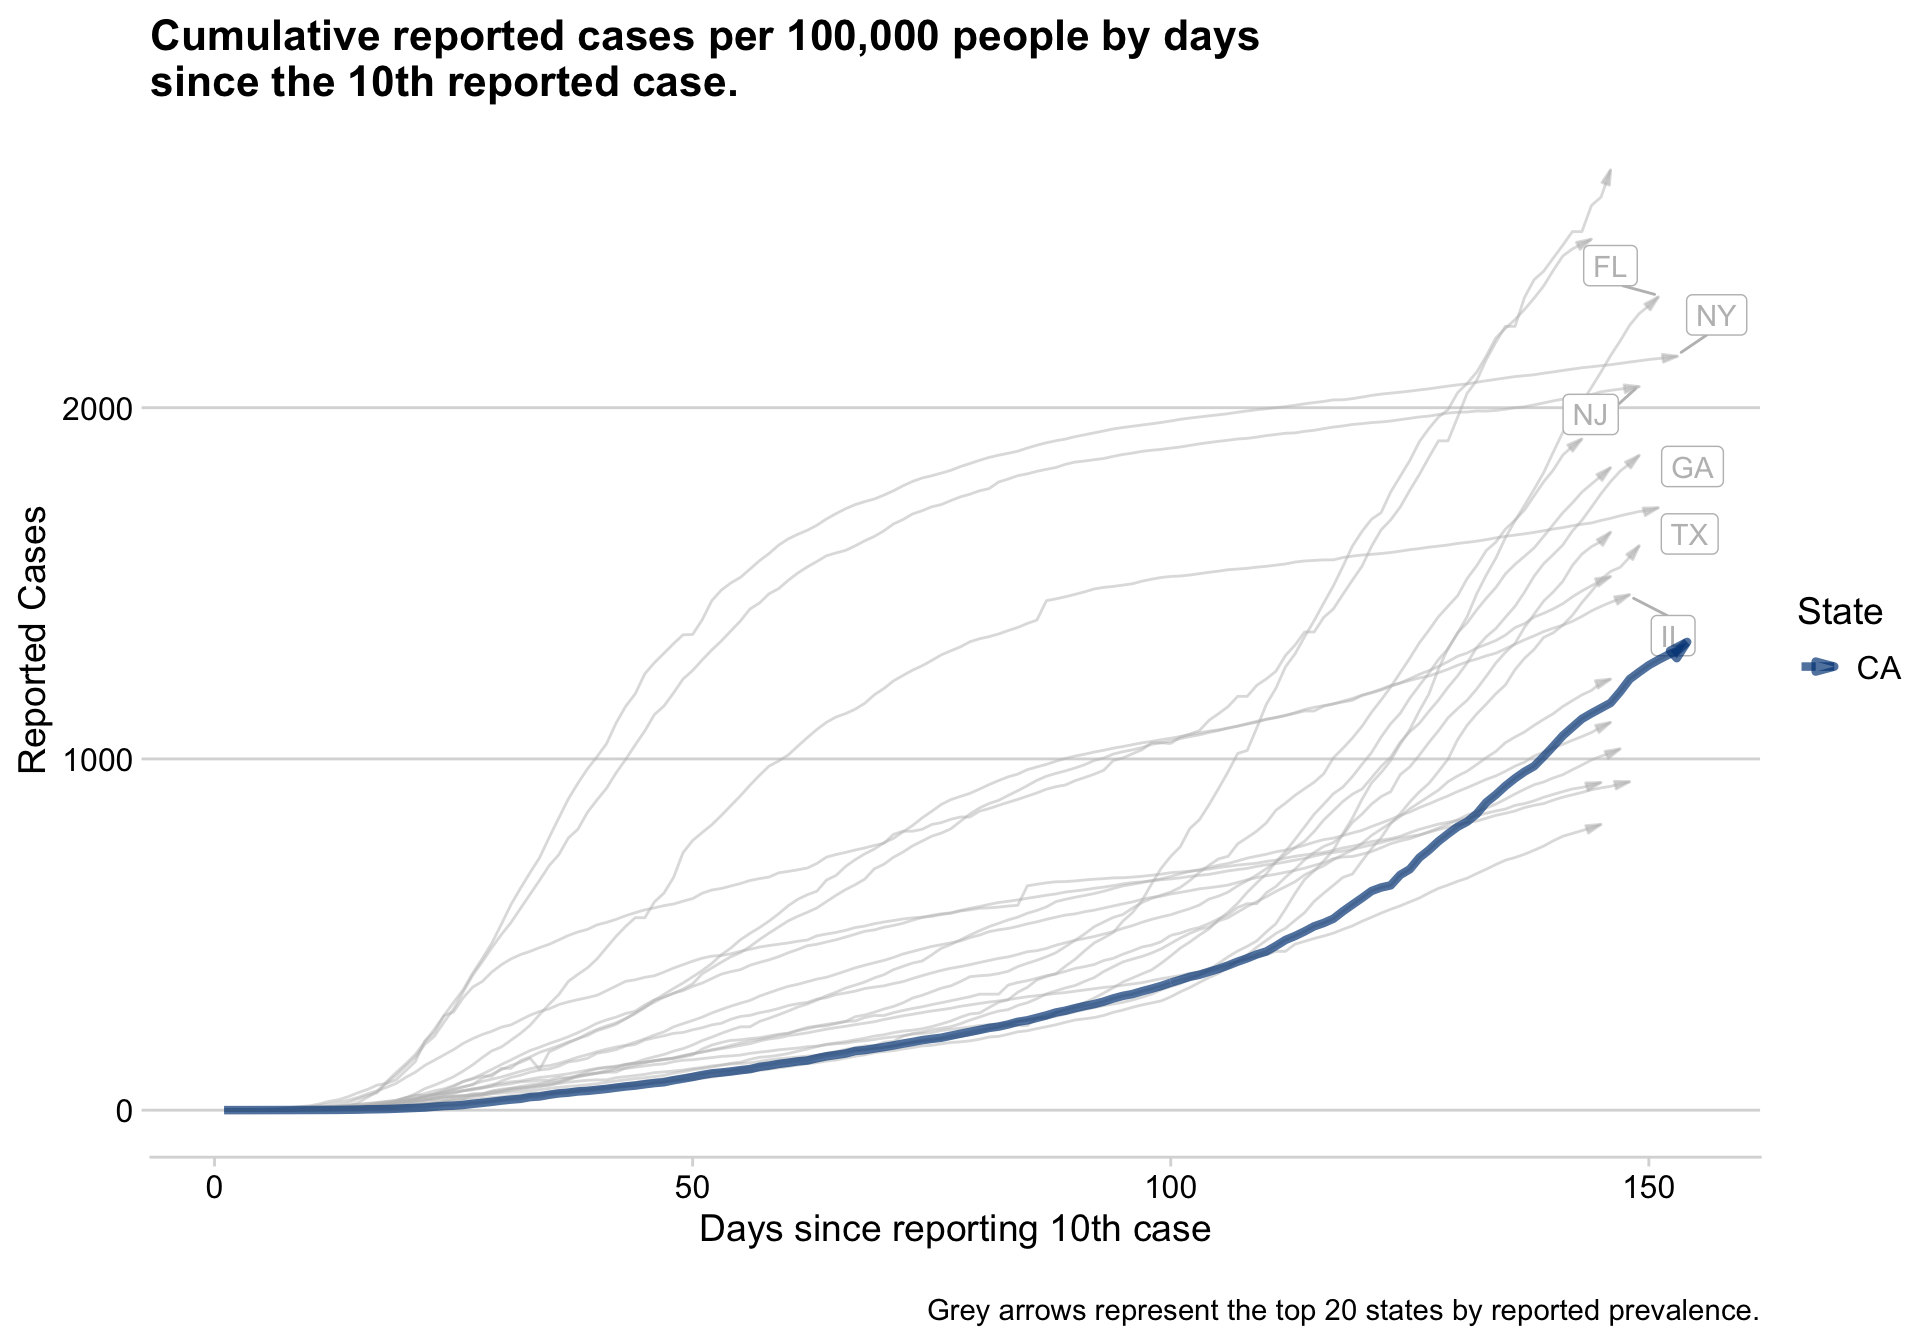 Cumulative reported cases per 100,000 people by days
since the 10th reported case.
FL
NY
2000
NJ
GA
TX
Reported Cases
State
IL
CA
1000
0
0 50 100 150
Days since reporting 10th case
Grey arrows represent the top 20 states by reported prevalence.